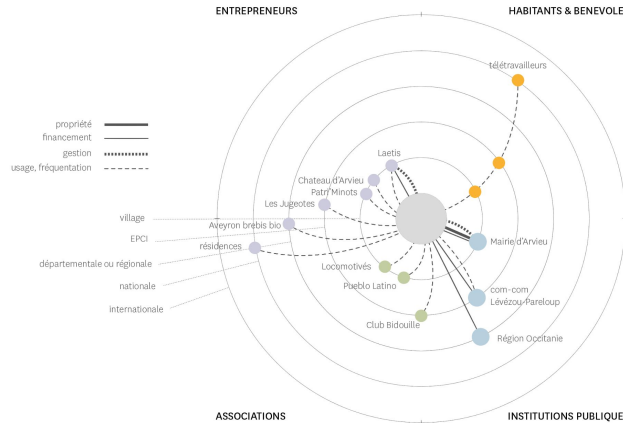 ENTREPRENEURS
HABITANTS & BENEVOLE
télétravailleurs
propriété
financement
gestion
usage, fréquentation
Laetis
Chateau d'Arvieu
Patri'Minots
Les Jugeotes
village
Aveyron brebis bio
EPCI
résidences
Mairie d'Arvieu
départementale ou régionale
Locomotivés
nationale
Pueblo Latino
com-com
Lévézou-Pareloup
internationale
Club Bidouille
Région Occitanie
ASSOCIATIONS
INSTITUTIONS PUBLIQUE